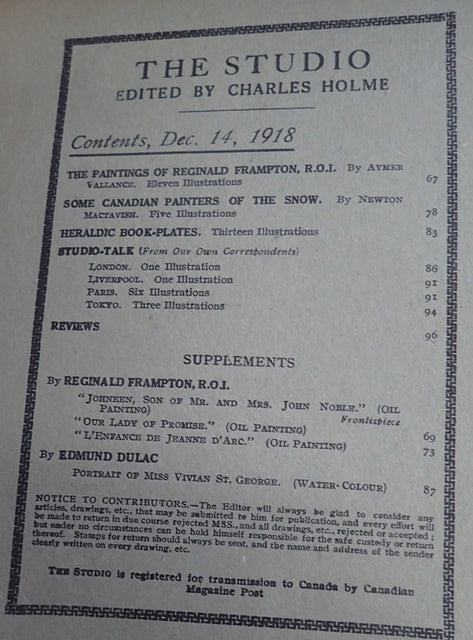 THE STUDIO
EDITED BY CHARLES HOLME
Contents, Dec. 14, 1918
THE PAINTINGS OF REGINALD FRAMPTON, R.O.I. By Aymer
Vallance. Eleven Illustrations 67
SOME CANADIAN PAINTERS OF THE SNOW. By Newton
MacTavish. Five Illustrations 78
HERALDIC BOOK-PLATES. Thirteen Illustrations 83
STUDIO-TALK (From Our Own Correspondents)
London. One Illustration 86
Liverpool. One Illustration 91
Paris. Six Illustrations 91
Tokyo. Three Illustrations 94
REVIEWS 96
SUPPLEMENTS
By REGINALD FRAMPTON, R.O.I.
"Johneen, Son of Mr. and Mrs. John Noble." (Oil
Painting) Frontispiece
"Our Lady of Promise." (Oil Painting) 69
"L'Enfance de Jeanne d'Arc." (Oil Painting) 73
By EDMUND DULAC
Portrait of Miss Vivian St. George. (Water-Colour) 87
NOTICE TO CONTRIBUTORS.—The Editor will always be glad to consider any
articles, drawings, etc., that may be submitted to him for publication, and every effort will
be made to return in due course rejected MSS., and all drawings, etc., rejected or accepted;
but under no circumstances can he hold himself responsible for the safe custody or return
thereof. Stamps for return should always be sent, and the name and address of the sender
clearly written on every drawing, etc.
The Studio is registered for transmission to Canada by Canadian
Magazine Post